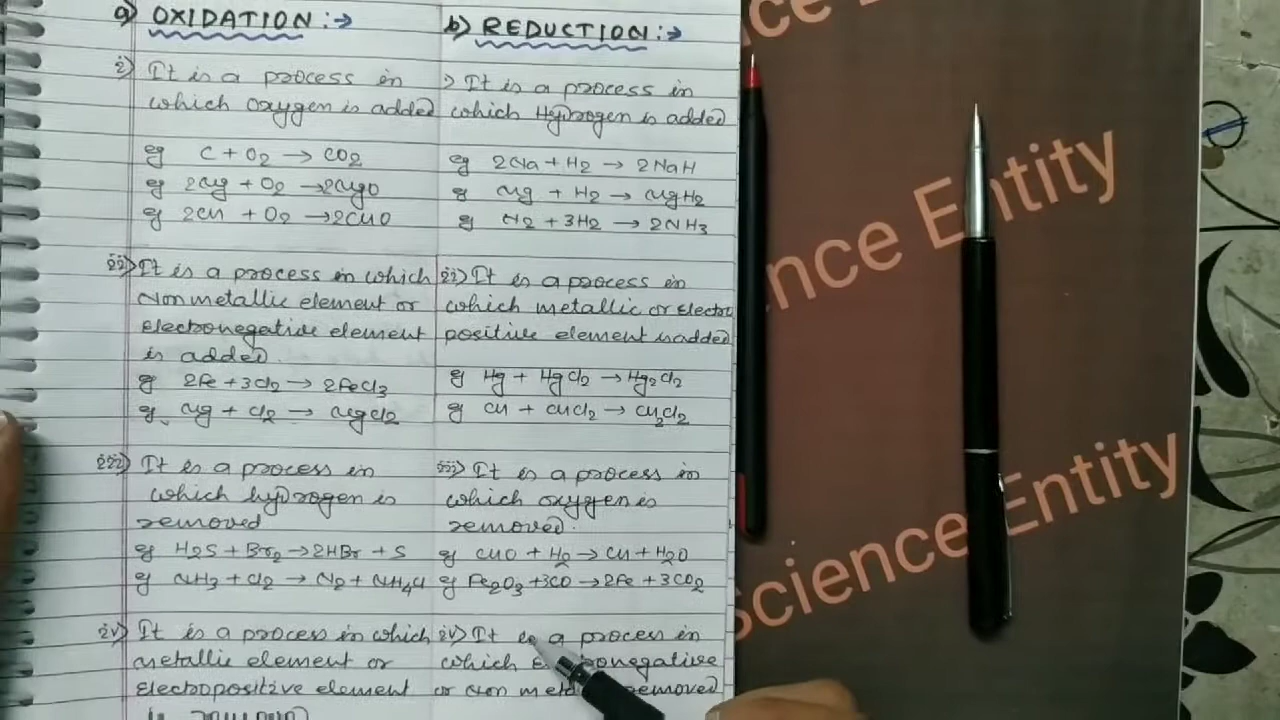 a) OXIDATION :→
i) It is a process in
which oxygen is added
eg C + O2 → CO2
eg 2Mg + O2 → 2MgO
eg 2Cu + O2 → 2CuO
ii) It is a process in which
Non metallic element or
Electronegative element
is added.
eg 2Fe + 3Cl2 → 2FeCl3
eg. Mg + Cl2 → MgCl2
iii) It is a process in
which hydrogen is
removed
eg H2S + Br2 → 2HBr + S
eg NH3 + Cl2 → N2 + NH4Cl
iv) It is a process in which
metallic element or
Electropositive element
is removed
b) REDUCTION :→
i) It is a process in
which Hydrogen is added
eg 2Na + H2 → 2NaH
eg Mg + H2 → MgH2
eg N2 + 3H2 → 2NH3
ii) It is a process in
which metallic or Electro
positive element is added
eg Hg + HgCl2 → Hg2Cl2
eg Cu + CuCl2 → Cu2Cl2
iii) It is a process in
which oxygen is
removed.
eg CuO + H2 → Cu + H2O
eg Fe2O3 + 3CO → 2Fe + 3CO2
iv) It is a process in
which
or Non removed
ence
ence Entity
Science Entity